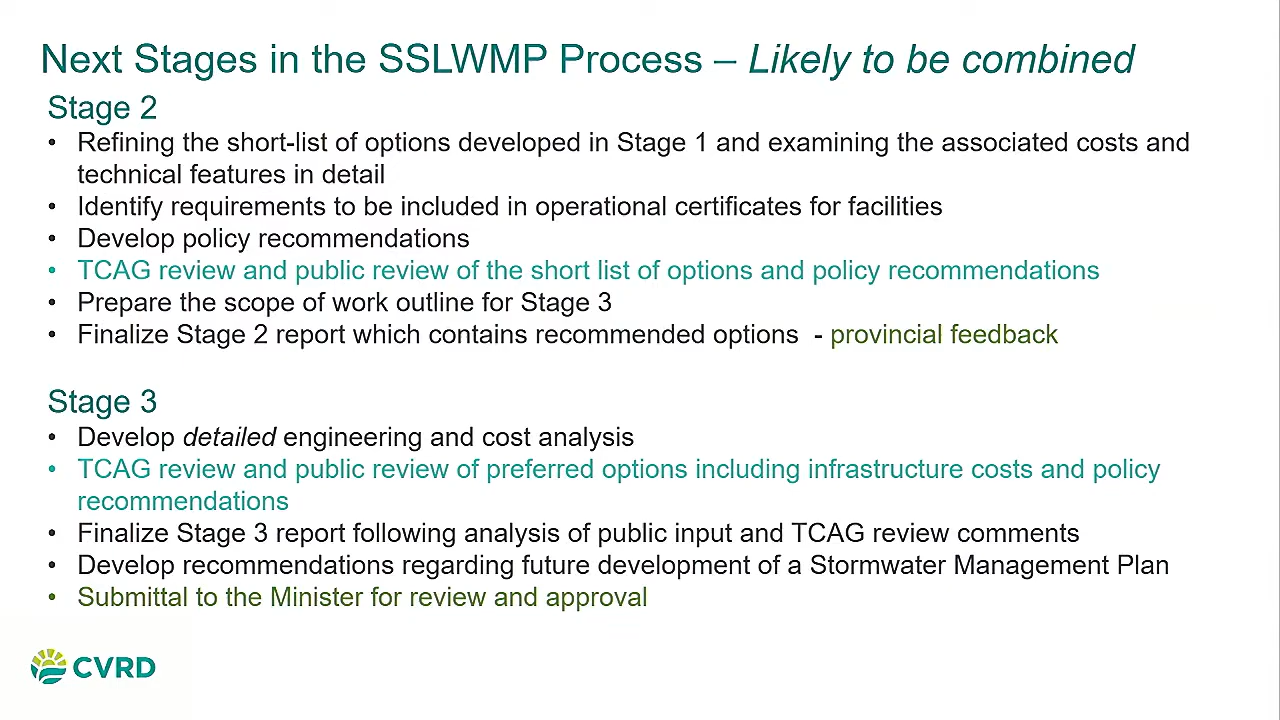 Next Stages in the SSLWMP Process – Likely to be combined
Stage 2
• Refining the short-list of options developed in Stage 1 and examining the associated costs and
technical features in detail
• Identify requirements to be included in operational certificates for facilities
• Develop policy recommendations
• TCAG review and public review of the short list of options and policy recommendations
• Prepare the scope of work outline for Stage 3
• Finalize Stage 2 report which contains recommended options  - provincial feedback
Stage 3
• Develop detailed engineering and cost analysis
• TCAG review and public review of preferred options including infrastructure costs and policy
recommendations
• Finalize Stage 3 report following analysis of public input and TCAG review comments
• Develop recommendations regarding future development of a Stormwater Management Plan
• Submittal to the Minister for review and approval
CVRD